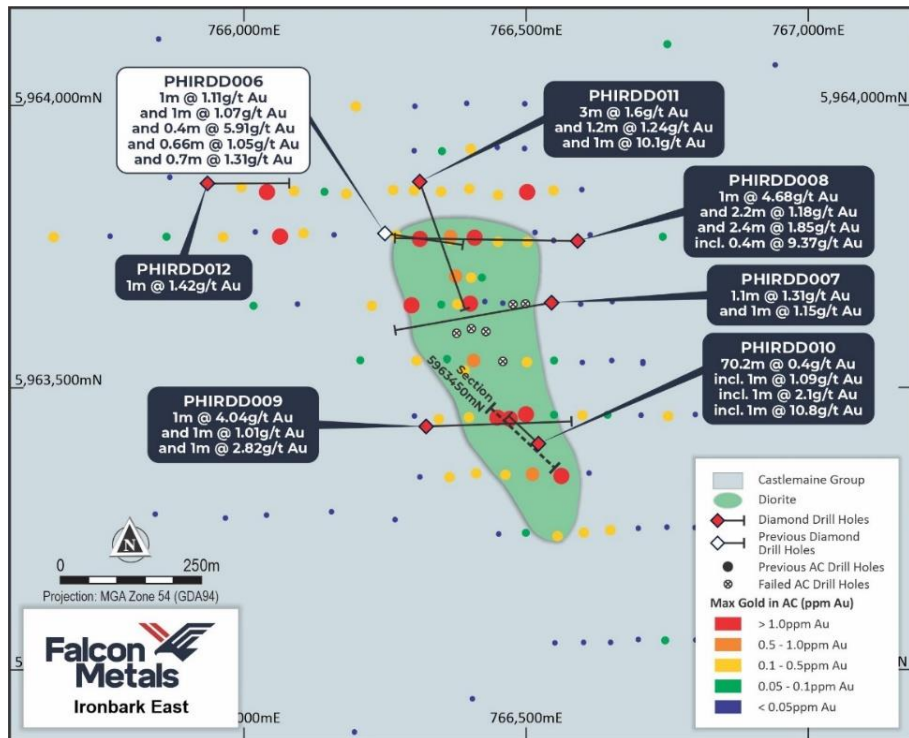 766,000mE
766,500mE
767,000mE
5,964,000mN
5,964,000mN
PHIRDD006
1m @ 1.11g/t Au
and 1m @ 1.07g/t Au
and 0.4m @ 5.91g/t Au
and 0.66m @ 1.05g/t Au
and 0.7m @ 1.31g/t Au
PHIRDD011
3m @ 1.6g/t Au
and 1.2m @ 1.24g/t Au
and 1m @ 10.1g/t Au
PHIRDD008
1m @ 4.68g/t Au
and 2.2m @ 1.18g/t Au
and 2.4m @ 1.85g/t Au
incl. 0.4m @ 9.37g/t Au
PHIRDD012
1m @ 1.42g/t Au
PHIRDD007
1.1m @ 1.31g/t Au
and 1m @ 1.15g/t Au
5,963,500mN
PHIRDD010
70.2m @ 0.4g/t Au
incl. 1m @ 1.09g/t Au
incl. 1m @ 2.1g/t Au
incl. 1m @ 10.8g/t Au
Section
5963450mN
PHIRDD009
1m @ 4.04g/t Au
and 1m @ 1.01g/t Au
and 1m @ 2.82g/t Au
N
0 250m
Projection: MGA Zone 54 (GDA94)
Falcon
Metals
Ironbark East
Castlemaine Group
Diorite
Diamond Drill Holes
Previous Diamond
Drill Holes
Previous AC Drill Holes
Failed AC Drill Holes
Max Gold in AC (ppm Au)
> 1.0ppm Au
0.5 - 1.0ppm Au
0.1 - 0.5ppm Au
0.05 - 0.1ppm Au
< 0.05ppm Au
766,500mE